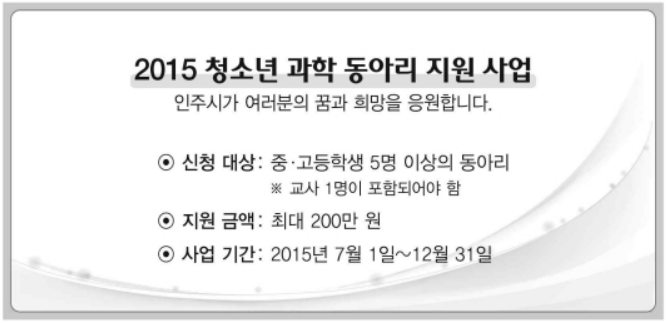 2015 청소년 과학 동아리 지원 사업
인주시가 여러분의 꿈과 희망을 응원합니다.
⊙ 신청 대상: 중·고등학생 5명 이상의 동아리
※ 교사 1명이 포함되어야 함
⊙ 지원 금액: 최대 200만 원
⊙ 사업 기간: 2015년 7월 1일~12월 31일